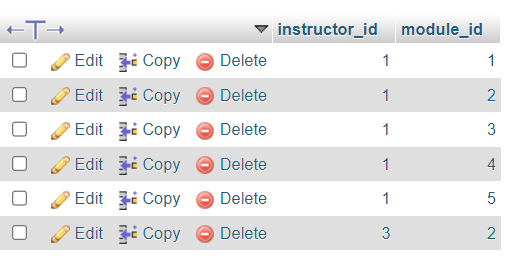 instructor_id module_id
Edit Copy Delete 1 1
Edit Copy Delete 1 2
Edit Copy Delete 1 3
Edit Copy Delete 1 4
Edit Copy Delete 1 5
Edit Copy Delete 3 2